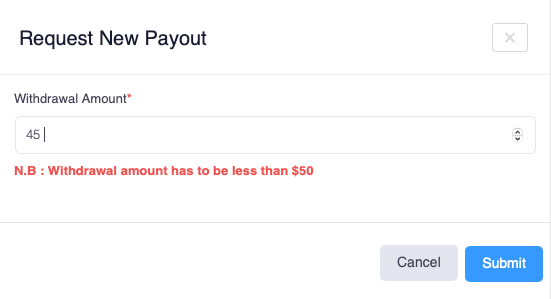 Request New Payout
Withdrawal Amount*
45
N.B : Withdrawal amount has to be less than $50
Cancel
Submit